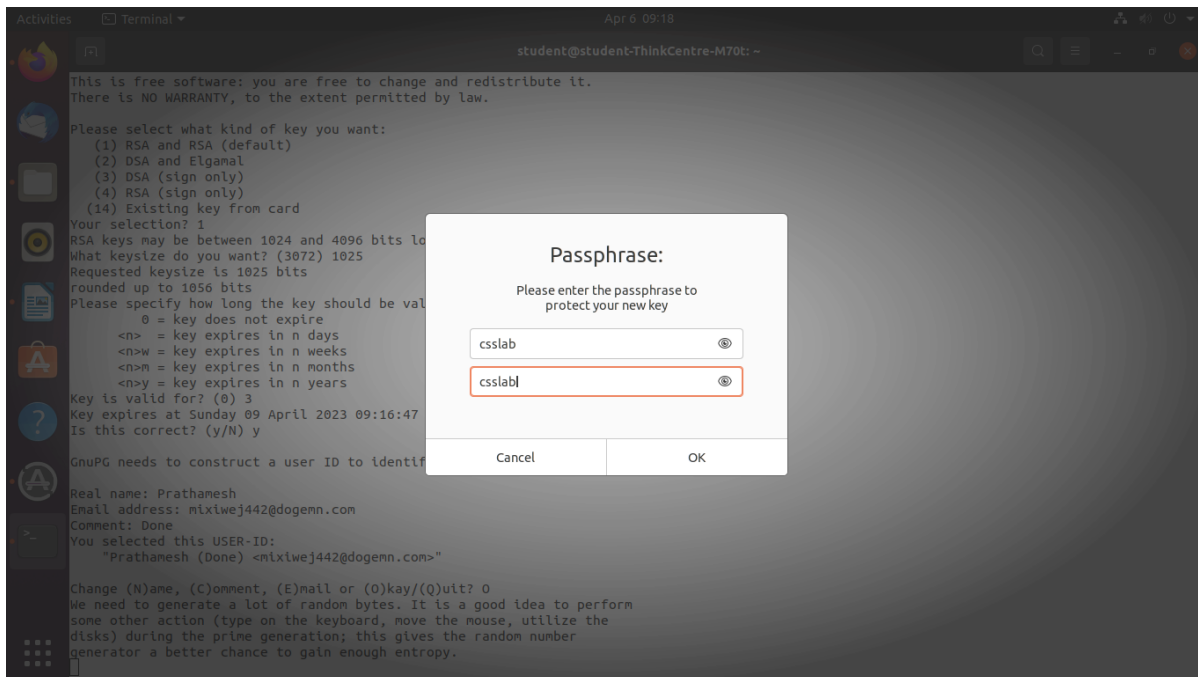 Activities
Terminal
Apr 6 09:18
student@student-ThinkCentre-M70t: ~
This is free software: you are free to change and redistribute it.
There is NO WARRANTY, to the extent permitted by law.
Please select what kind of key you want:
(1) RSA and RSA (default)
(2) DSA and Elgamal
(3) DSA (sign only)
(4) RSA (sign only)
(14) Existing key from card
Your selection? 1
RSA keys may be between 1024 and 4096 bits lo
What keysize do you want? (3072) 1025
Requested keysize is 1025 bits
rounded up to 1056 bits
Please specify how long the key should be val
0 = key does not expire
<n> = key expires in n days
<n>w = key expires in n weeks
<n>m = key expires in n months
<n>y = key expires in n years
Key is valid for? (0) 3
Key expires at Sunday 09 April 2023 09:16:47
Is this correct? (y/N) y
GnuPG needs to construct a user ID to identif
Real name: Prathamesh
Email address: mixiwej442@dogemn.com
Comment: Done
You selected this USER-ID:
"Prathamesh (Done) <mixiwej442@dogemn.com>"
Change (N)ame, (C)omment, (E)mail or (O)kay/(Q)uit? O
We need to generate a lot of random bytes. It is a good idea to perform
some other action (type on the keyboard, move the mouse, utilize the
disks) during the prime generation; this gives the random number
generator a better chance to gain enough entropy.
Passphrase:
Please enter the passphrase to
protect your new key
csslab
csslab
Cancel
OK